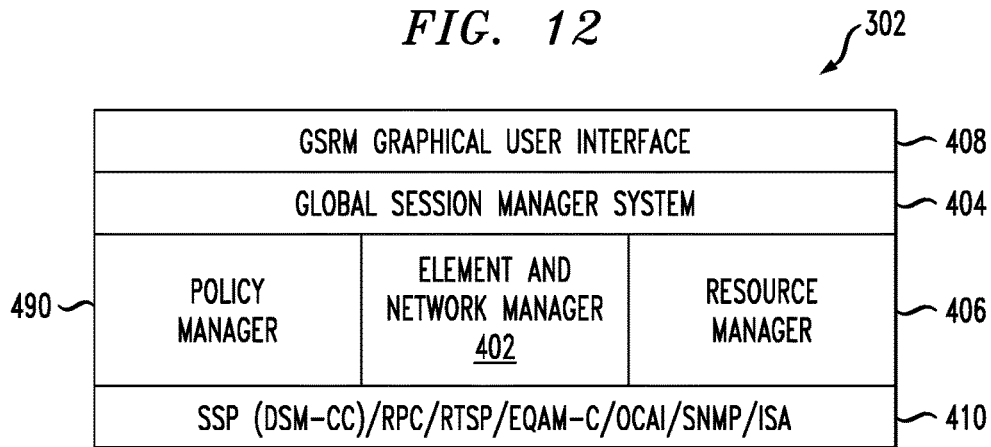 FIG. 12
302
GSRM GRAPHICAL USER INTERFACE
408
GLOBAL SESSION MANAGER SYSTEM
404
490
POLICY
MANAGER
ELEMENT AND
NETWORK MANAGER
402
RESOURCE
MANAGER
406
SSP (DSM-CC)/RPC/RTSP/EQAM-C/OCAI/SNMP/ISA
410